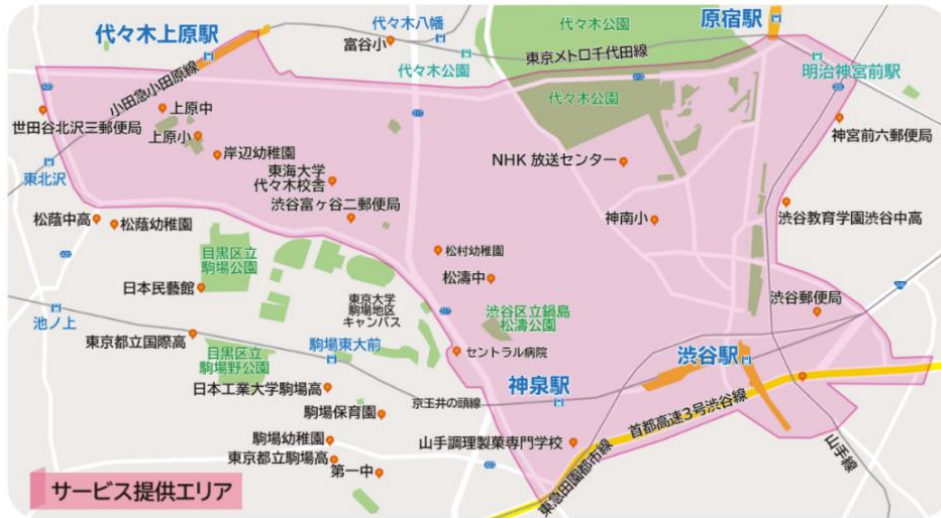 代々木八幡
原宿駅
代々木上原駅
富谷小
代々木公園
東京メトロ千代田線
代々木公園
明治神宮前駅
小田急小田原線
代々木公園
上原中
世田谷北沢三郵便局
神宮前六郵便局
上原小
岸辺幼稚園
NHK 放送センター
東北沢
東海大学
代々木校舎
渋谷富ヶ谷二郵便局
渋谷教育学園渋谷中高
松蔭中高
松蔭幼稚園
神南小
目黒区立
駒場公園
松村幼稚園
松濤中
日本民藝館
東京大学
駒場地区
キャンパス
渋谷区立鍋島
松濤公園
渋谷郵便局
池ノ上
東京都立国際高
駒場東大前
目黒区立
駒場野公園
セントラル病院
渋谷駅
日本工業大学駒場高
神泉駅
京王井の頭線
首都高速3号渋谷線
駒場保育園
駒場幼稚園
山手調理製菓専門学校
東京都立駒場高
第一中
東急田園都市線
山手線
サービス提供エリア